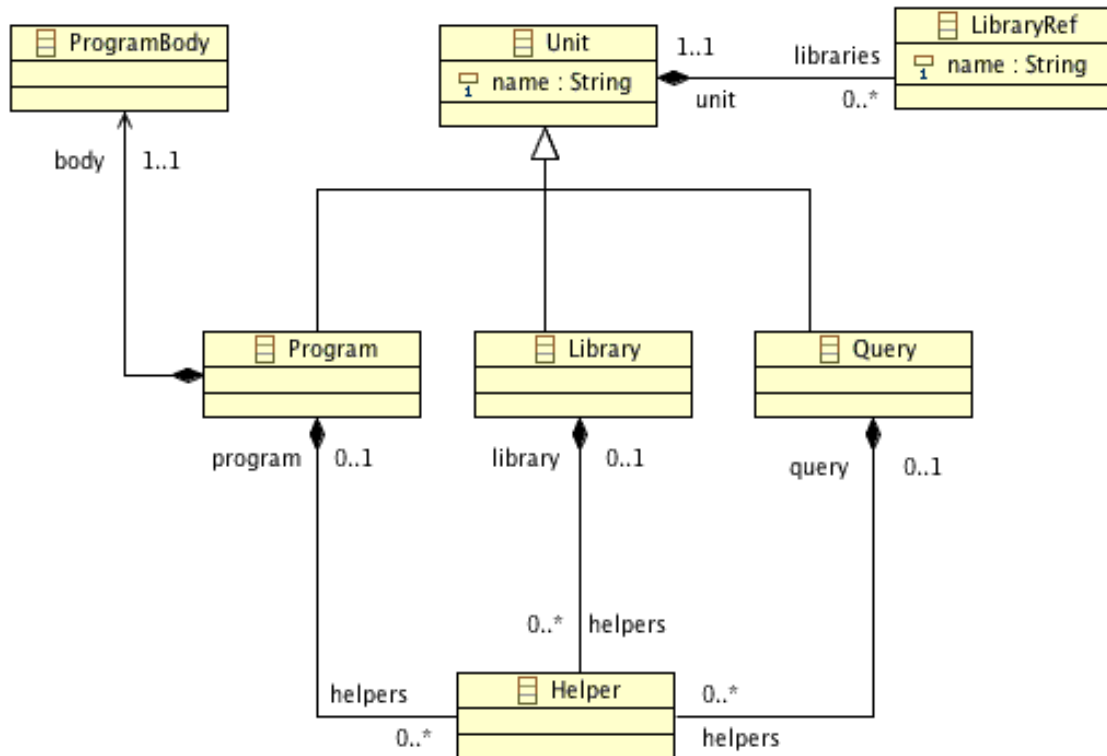 ProgramBody
Unit
name : String
LibraryRef
name : String
1..1
libraries
unit
0..*
body
1..1
Program
Library
Query
program
0..1
library
0..1
query
0..1
0..*
helpers
helpers
0..*
Helper
0..*
helpers